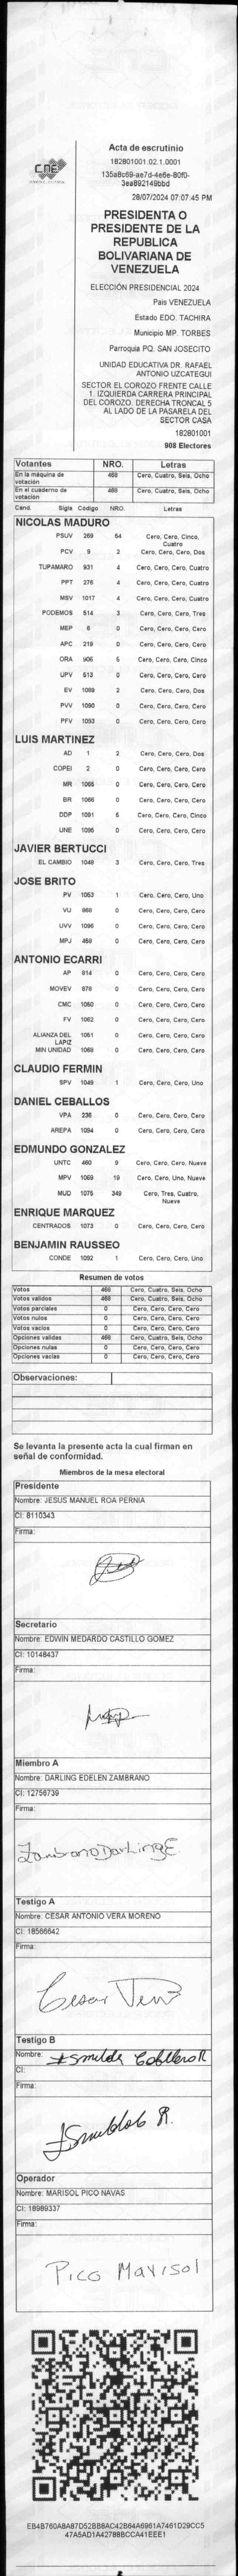 CNE
Acta de escrutinio
182801001.02.1.0001
135a8c69-ae7d-4e6e-80f0-
3ea892149bbd
28/07/2024 07:07:45 PM
PRESIDENTA O
PRESIDENTE DE LA
REPUBLICA
BOLIVARIANA DE
VENEZUELA
ELECCIÓN PRESIDENCIAL 2024
Pais VENEZUELA
Estado EDO. TACHIRA
Municipio MP. TORBES
Parroquia PQ. SAN JOSECITO
UNIDAD EDUCATIVA DR. RAFAEL
ANTONIO UZCATEGUI
SECTOR EL COROZO FRENTE CALLE
1. IZQUIERDA CARRERA PRINCIPAL
DEL COROZO. DERECHA TRONCAL 5
AL LADO DE LA PASARELA DEL
SECTOR CASA
182801001
908 Electores
Votantes NRO. Letras
En la máquina de votación 468 Cero, Cuatro, Seis, Ocho
En el cuaderno de votación 468 Cero, Cuatro, Seis, Ocho
Cand. Sigla Código NRO. Letras
NICOLAS MADURO
PSUV 269 54 Cero, Cero, Cinco, Cuatro
PCV 9 2 Cero, Cero, Cero, Dos
TUPAMARO 931 4 Cero, Cero, Cero, Cuatro
PPT 276 4 Cero, Cero, Cero, Cuatro
MSV 1017 4 Cero, Cero, Cero, Cuatro
PODEMOS 514 3 Cero, Cero, Cero, Tres
MEP 6 0 Cero, Cero, Cero, Cero
APC 219 0 Cero, Cero, Cero, Cero
ORA 906 5 Cero, Cero, Cero, Cinco
UPV 513 0 Cero, Cero, Cero, Cero
EV 1089 2 Cero, Cero, Cero, Dos
PVV 1090 0 Cero, Cero, Cero, Cero
PFV 1053 0 Cero, Cero, Cero, Cero
LUIS MARTINEZ
AD 1 2 Cero, Cero, Cero, Dos
COPEI 2 0 Cero, Cero, Cero, Cero
MR 1065 0 Cero, Cero, Cero, Cero
BR 1066 0 Cero, Cero, Cero, Cero
DDP 1091 5 Cero, Cero, Cero, Cinco
UNE 1095 0 Cero, Cero, Cero, Cero
JAVIER BERTUCCI
EL CAMBIO 1048 3 Cero, Cero, Cero, Tres
JOSE BRITO
PV 1053 1 Cero, Cero, Cero, Uno
VU 868 0 Cero, Cero, Cero, Cero
UVV 1096 0 Cero, Cero, Cero, Cero
MPJ 458 0 Cero, Cero, Cero, Cero
ANTONIO ECARRI
AP 814 0 Cero, Cero, Cero, Cero
MOVEV 878 0 Cero, Cero, Cero, Cero
CMC 1050 0 Cero, Cero, Cero, Cero
FV 1062 0 Cero, Cero, Cero, Cero
ALIANZA DEL LAPIZ 1051 0 Cero, Cero, Cero, Cero
MIN UNIDAD 1068 0 Cero, Cero, Cero, Cero
CLAUDIO FERMIN
SPV 1049 1 Cero, Cero, Cero, Uno
DANIEL CEBALLOS
VPA 236 0 Cero, Cero, Cero, Cero
AREPA 1094 0 Cero, Cero, Cero, Cero
EDMUNDO GONZALEZ
UNTC 460 9 Cero, Cero, Cero, Nueve
MPV 1069 19 Cero, Cero, Uno, Nueve
MUD 1075 349 Cero, Tres, Cuatro, Nueve
ENRIQUE MARQUEZ
CENTRADOS 1073 0 Cero, Cero, Cero, Cero
BENJAMIN RAUSSEO
CONDE 1092 1 Cero, Cero, Cero, Uno
Resumen de votos
Votos 468 Cero, Cuatro, Seis, Ocho
Votos validos 468 Cero, Cuatro, Seis, Ocho
Votos parciales 0 Cero, Cero, Cero, Cero
Votos nulos 0 Cero, Cero, Cero, Cero
Votos vacios 0 Cero, Cero, Cero, Cero
Opciones validas 468 Cero, Cuatro, Seis, Ocho
Opciones nulas 0 Cero, Cero, Cero, Cero
Opciones vacias 0 Cero, Cero, Cero, Cero
Observaciones:
Se levanta la presente acta la cual firman en
señal de conformidad.
Miembros de la mesa electoral
Presidente
Nombre: JESUS MANUEL ROA PERNIA
CI: 8110343
Firma:
Secretario
Nombre: EDWIN MEDARDO CASTILLO GOMEZ
CI: 10148437
Firma:
Miembro A
Nombre: DARLING EDELEN ZAMBRANO
CI: 12756739
Firma:
Zambrano Darling E
Testigo A
Nombre: CESAR ANTONIO VERA MORENO
CI: 18566642
Firma:
Cesar Vera
Testigo B
Nombre: Ismelda Caballero R
CI:
Firma:
Operador
Nombre: MARISOL PICO NAVAS
CI: 18989337
Firma:
Pico Marisol
EB4B760A8A87D52BB8AC42B64A6961A7461D29CC5
47A5AD1A42788BCCA41EEE1